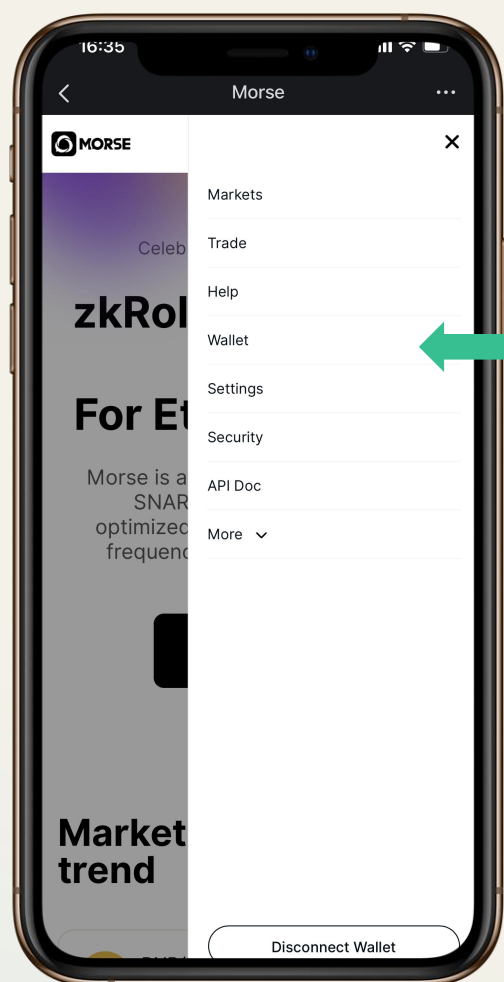 16:35
Morse
MORSE
Markets
Celeb
Trade
Help
zkRol
Wallet
Settings
For Et
Security
Morse is a
SNAR
API Doc
optimized
frequenc
More
Market
trend
Disconnect Wallet